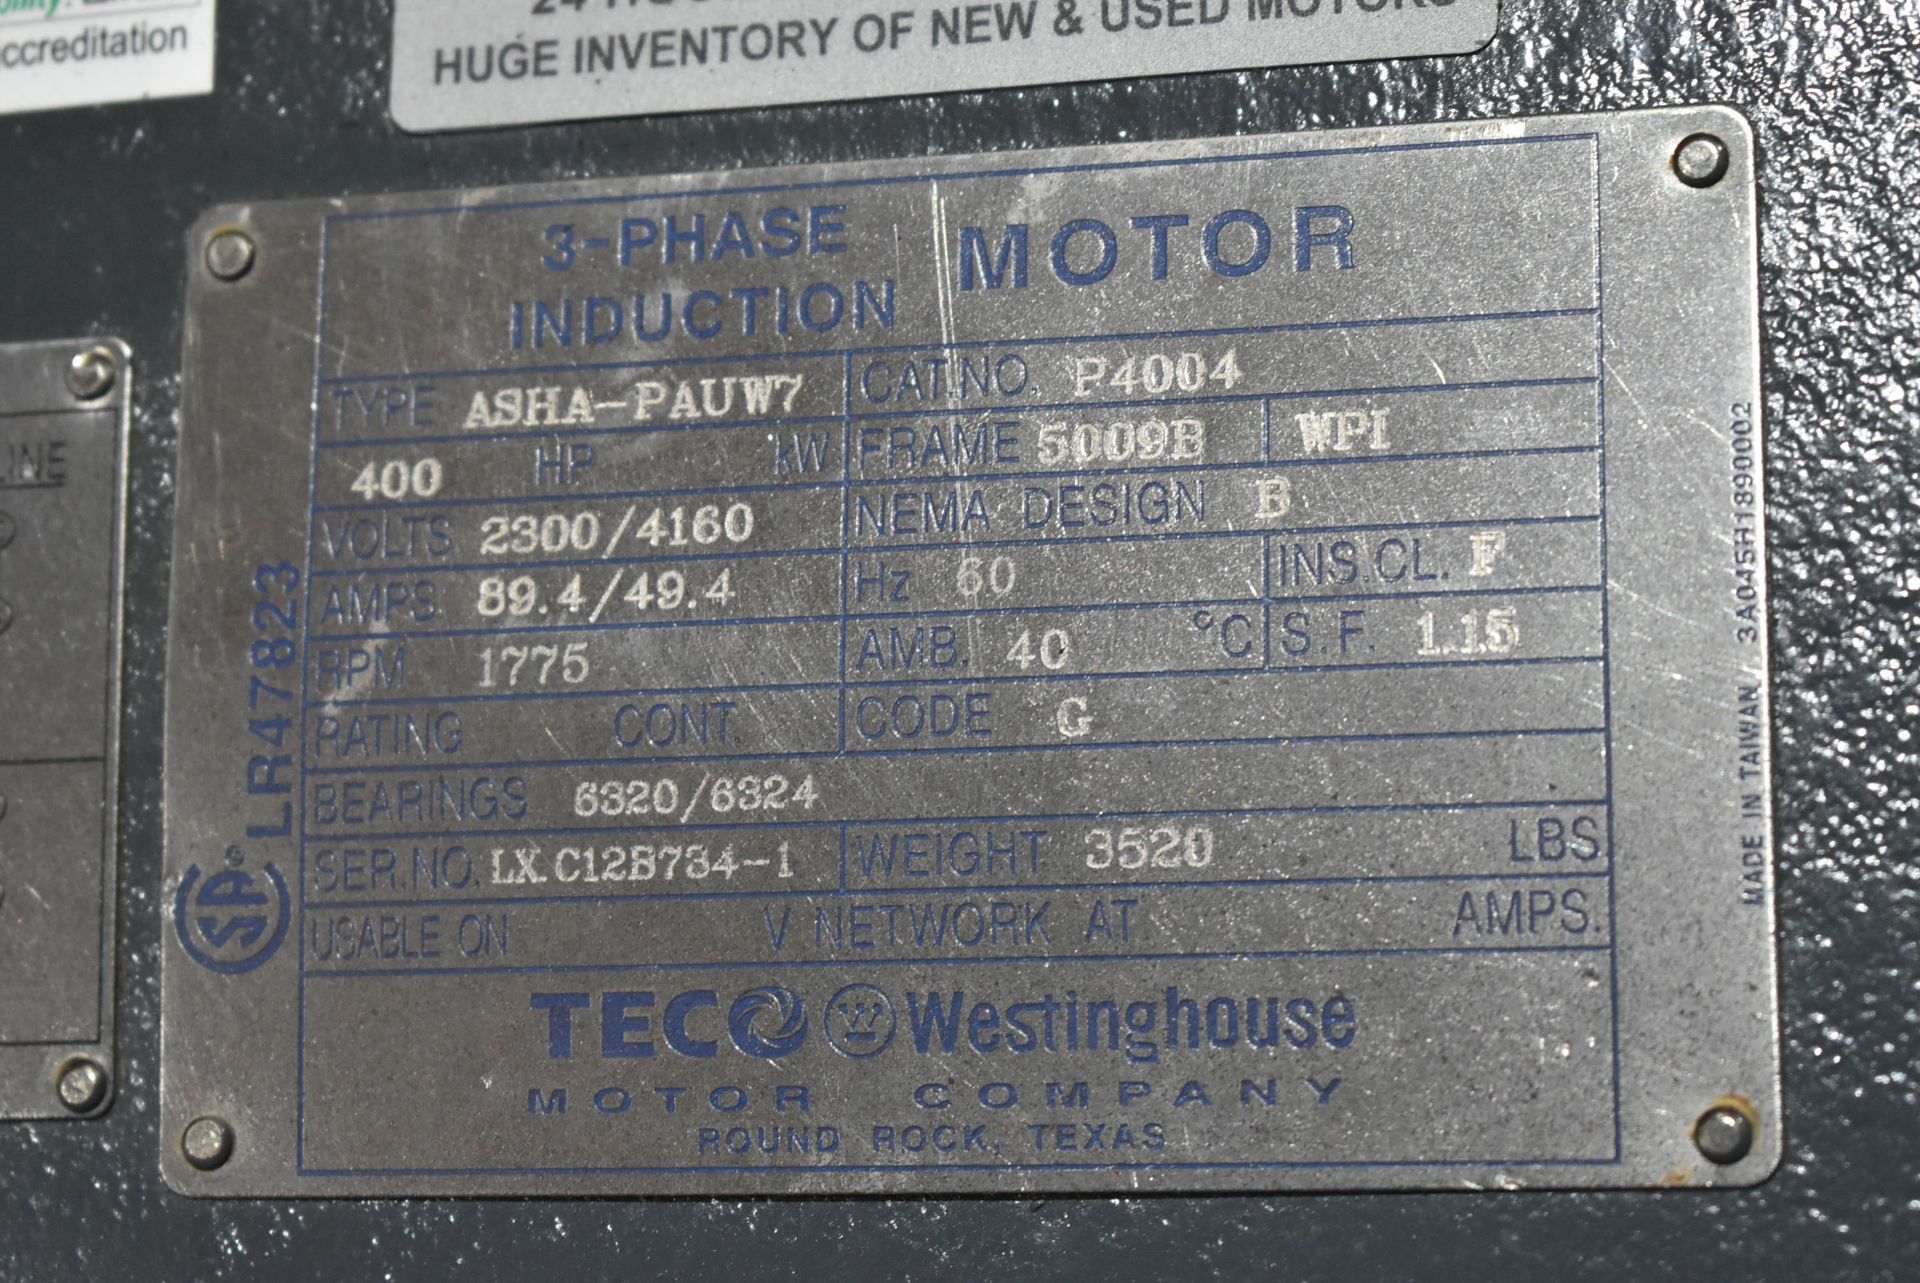 ccreditation
24 HOU
HUGE INVENTORY OF NEW & USED MOTORS
LINE
3-PHASE
INDUCTION MOTOR
TYPE ASHA-PAUW7 CAT.NO. P4004
400 HP kW FRAME 5009B WPI
VOLTS 2300/4160 NEMA DESIGN B
AMPS. 89.4/49.4 Hz 60 INS.CL. F
RPM 1775 AMB. 40 °C S.F. 1.15
RATING CONT. CODE G
BEARINGS 6320/6324
SER.NO. LX C12B734-1 WEIGHT 3520 LBS
USABLE ON V NETWORK AT AMPS.
TECO Westinghouse
MOTOR COMPANY
ROUND ROCK, TEXAS
SA® LR47823
MADE IN TAIWAN 3A045H1890002